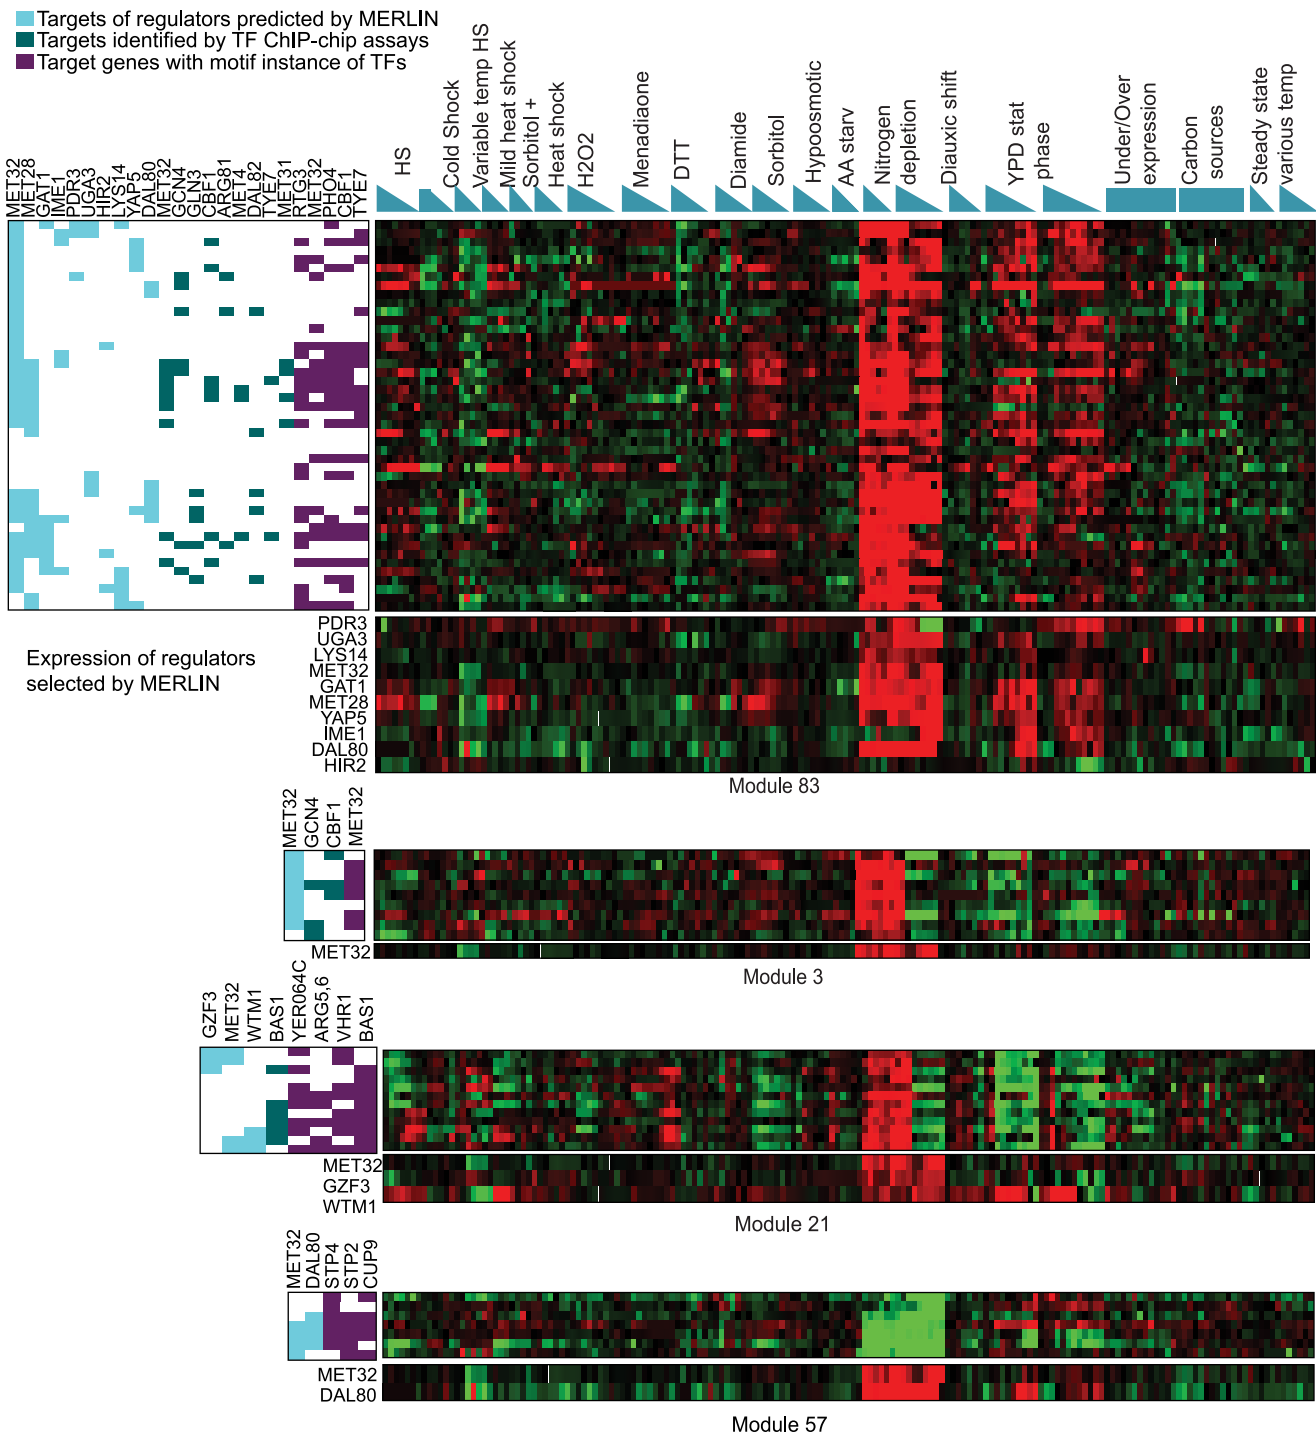 Targets of regulators predicted by MERLIN
Targets identified by TF ChIP-chip assays
Target genes with motif instance of TFs
HS
Cold Shock
Variable temp HS
Mild heat shock
Sorbitol +
Heat shock
H2O2
Menadiaone
DTT
Diamide
Sorbitol
Hypoosmotic
AA starv
Nitrogen
depletion
Diauxic shift
YPD stat
phase
Under/Over
expression
Carbon
sources
Steady state
various temp
MET32
MET28
GAT1
IME1
PDR3
UGA3
HIR2
LYS14
YAP5
DAL80
MET32
GCN4
GLN3
CBF1
ARG81
MET4
DAL82
TYE7
MET31
RTG3
MET32
PHO4
CBF1
TYE7
Expression of regulators
selected by MERLIN
PDR3
UGA3
LYS14
MET32
GAT1
MET28
YAP5
IME1
DAL80
HIR2
Module 83
MET32
GCN4
CBF1
MET32
MET32
Module 3
GZF3
MET32
WTM1
BAS1
YER064C
ARG5,6
VHR1
BAS1
MET32
GZF3
WTM1
Module 21
MET32
DAL80
STP4
STP2
CUP9
MET32
DAL80
Module 57